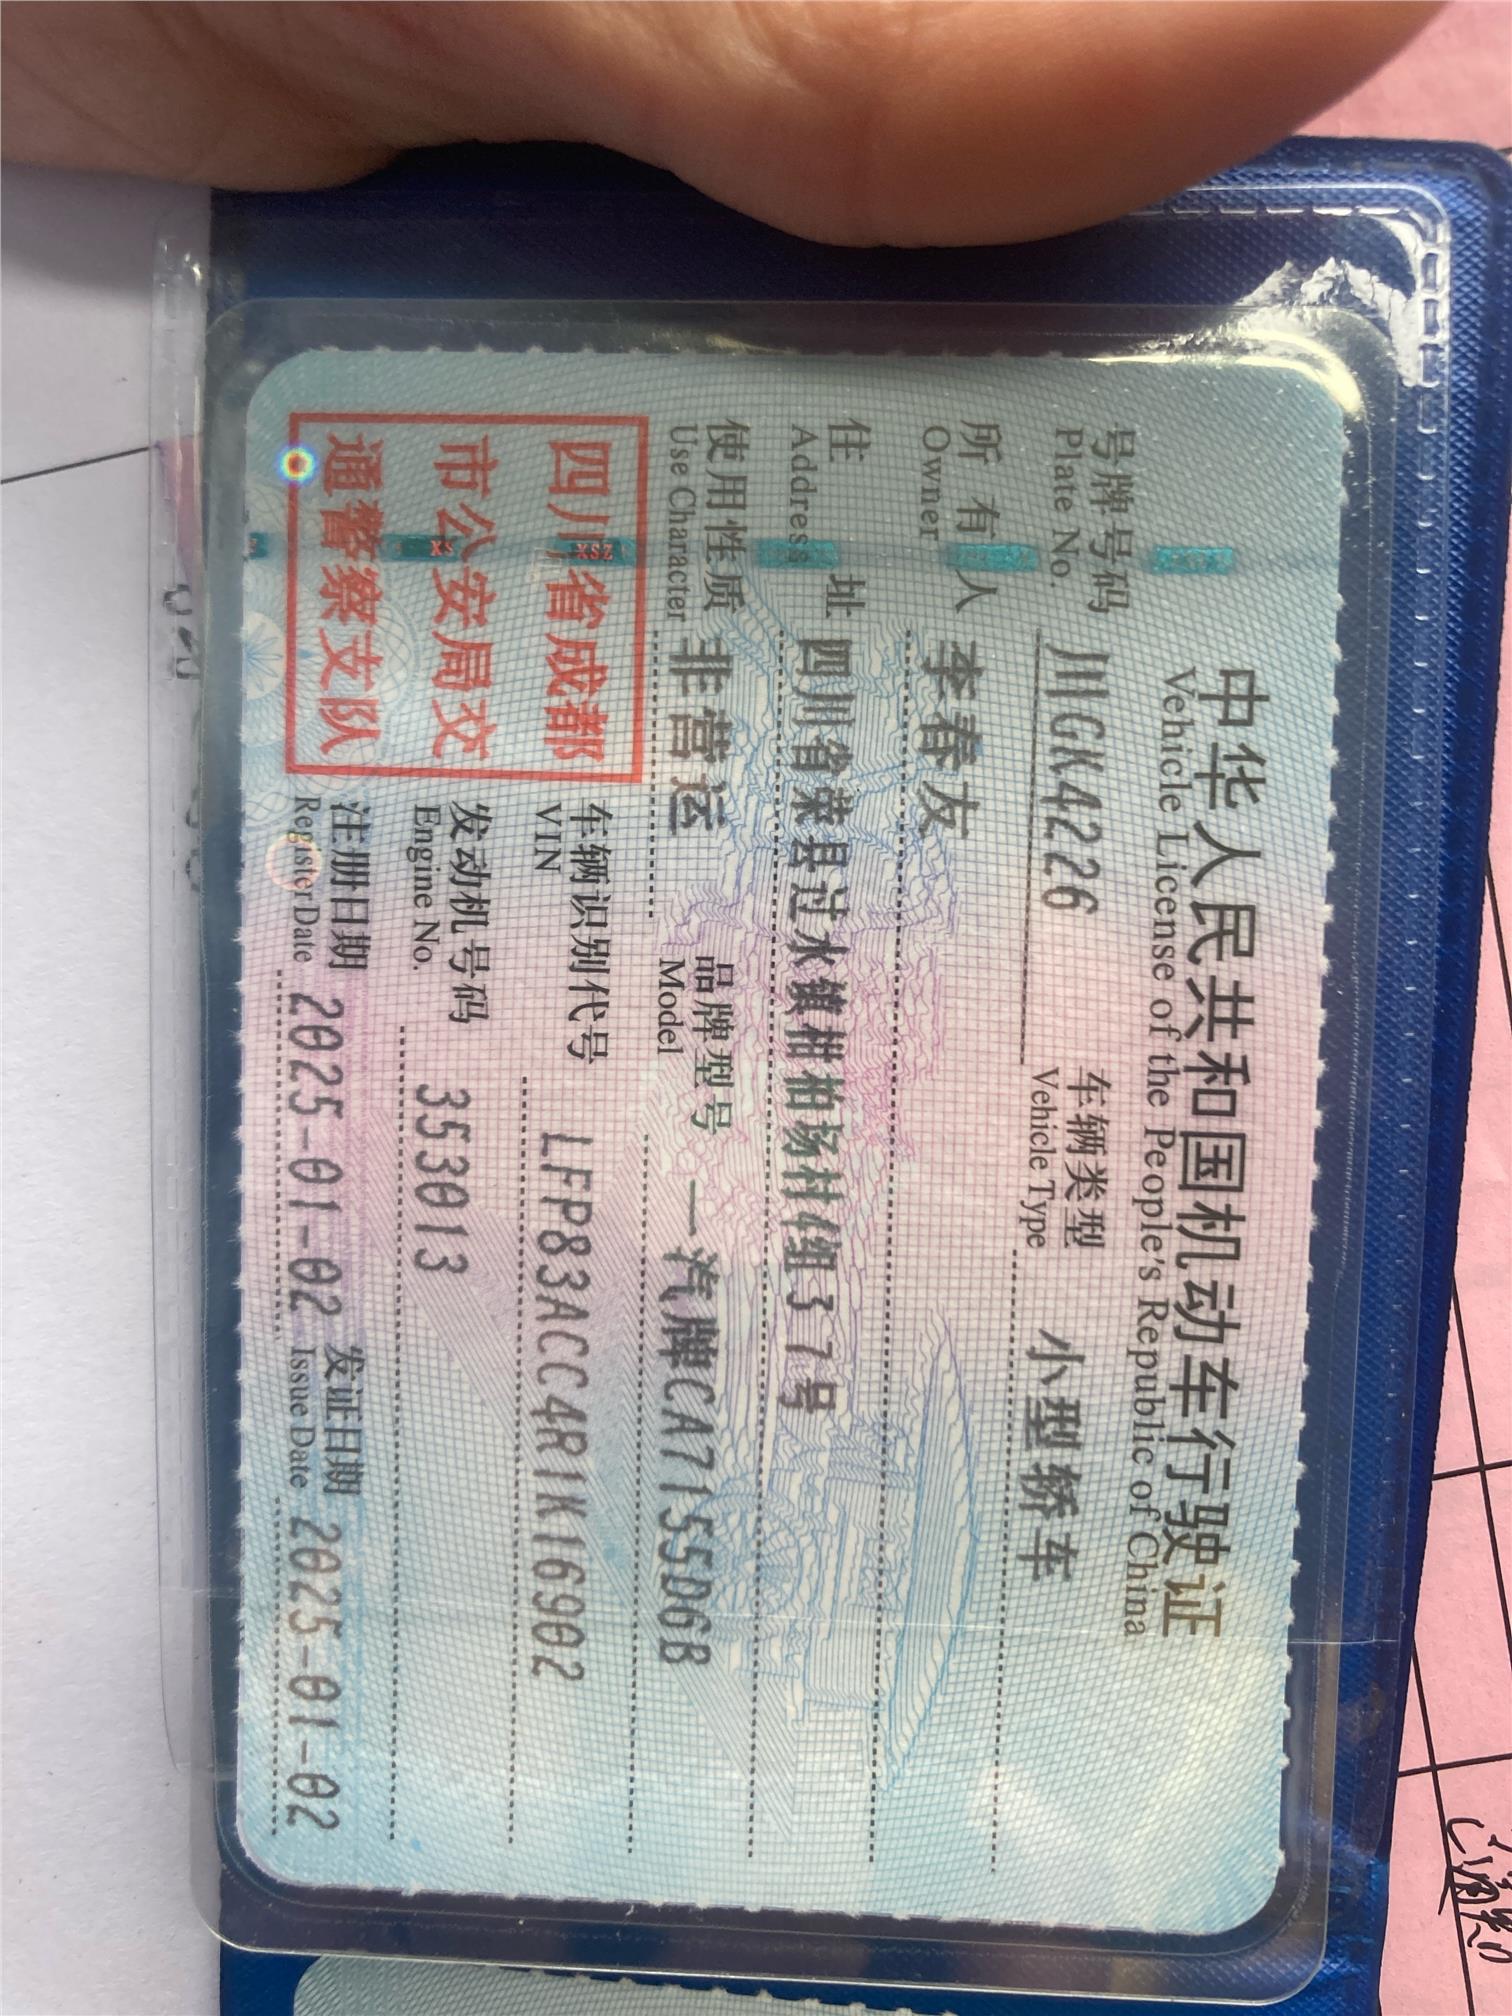 中华人民共和国机动车行驶证
Vehicle License of the People's Republic of China
号牌号码 川GK4226 车辆类型 小型轿车
Plate No. Vehicle Type
所有人 李春友
Owner
住址 四川省荣县过水镇柑柏场村4组37号
Address
使用性质 非营运 品牌型号 一汽牌CA7155D6B
Use Character Model
四川省成都
市公安局交
通警察支队
车辆识别代号 LFP83ACC4R1K16902
VIN
发动机号码 353013
Engine No.
注册日期 2025-01-02 发证日期 2025-01-02
Register Date Issue Date